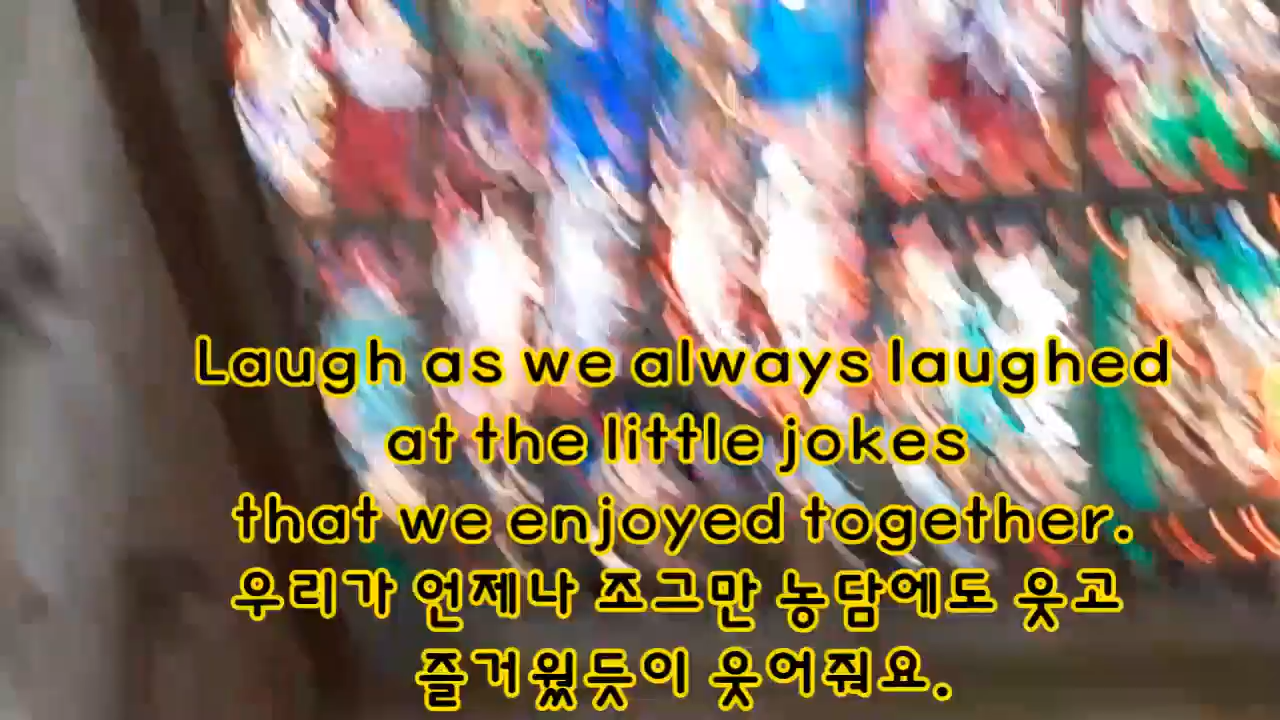 Laugh as we always laughed
at the little jokes
that we enjoyed together.
우리가 언제나 조그만 농담에도 웃고
즐거웠듯이 웃어줘요.